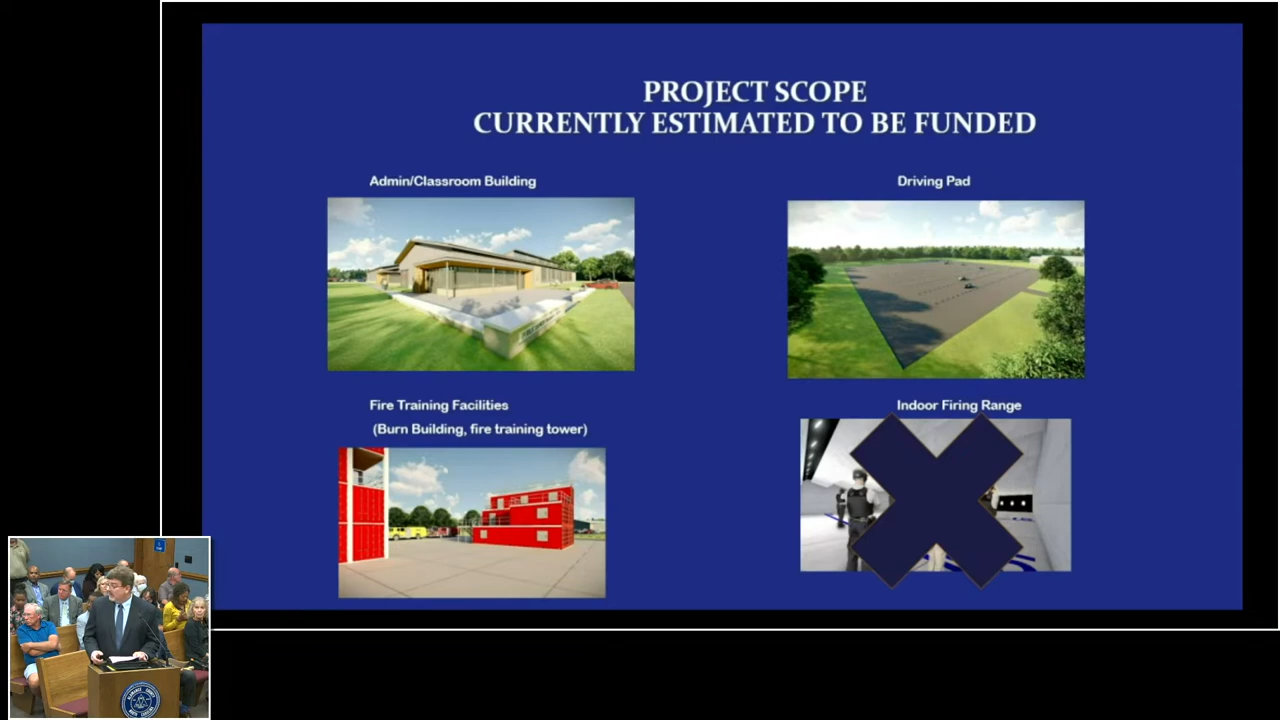 PROJECT SCOPE
CURRENTLY ESTIMATED TO BE FUNDED
Admin/Classroom Building
Driving Pad
Fire Training Facilities
(Burn Building, fire training tower)
Indoor Firing Range